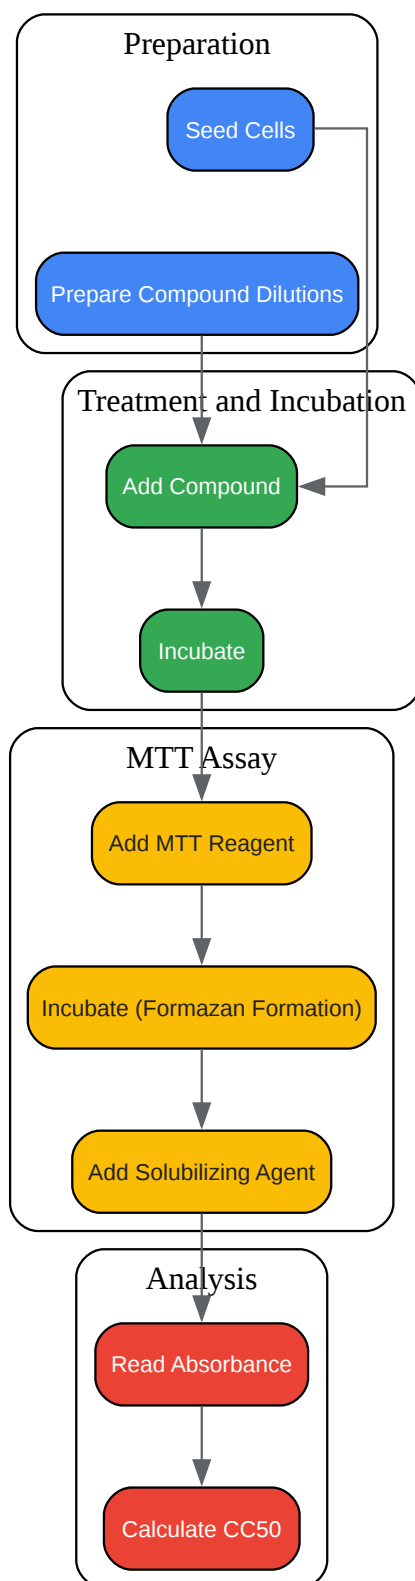 Preparation
Seed Cells
Prepare Compound Dilutions
Treatment and Incubation
Add Compound
Incubate
MTT Assay
Add MTT Reagent
Incubate (Formazan Formation)
Add Solubilizing Agent
Analysis
Read Absorbance
Calculate CC50